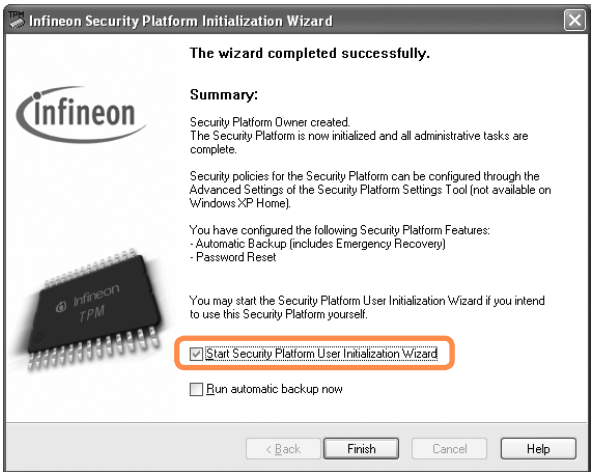 TPM Infineon Security Platform Initialization Wizard
The wizard completed successfully.
infineon
Summary:
Security Platform Owner created.
The Security Platform is now initialized and all administrative tasks are
complete.
Security policies for the Security Platform can be configured through the
Advanced Settings of the Security Platform Settings Tool (not available on
Windows XP Home).
You have configured the following Security Platform Features:
- Automatic Backup (includes Emergency Recovery)
- Password Reset
Infineon
TPM
You may start the Security Platform User Initialization Wizard if you intend
to use this Security Platform yourself.
Start Security Platform User Initialization Wizard
Run automatic backup now
< Back Finish Cancel Help